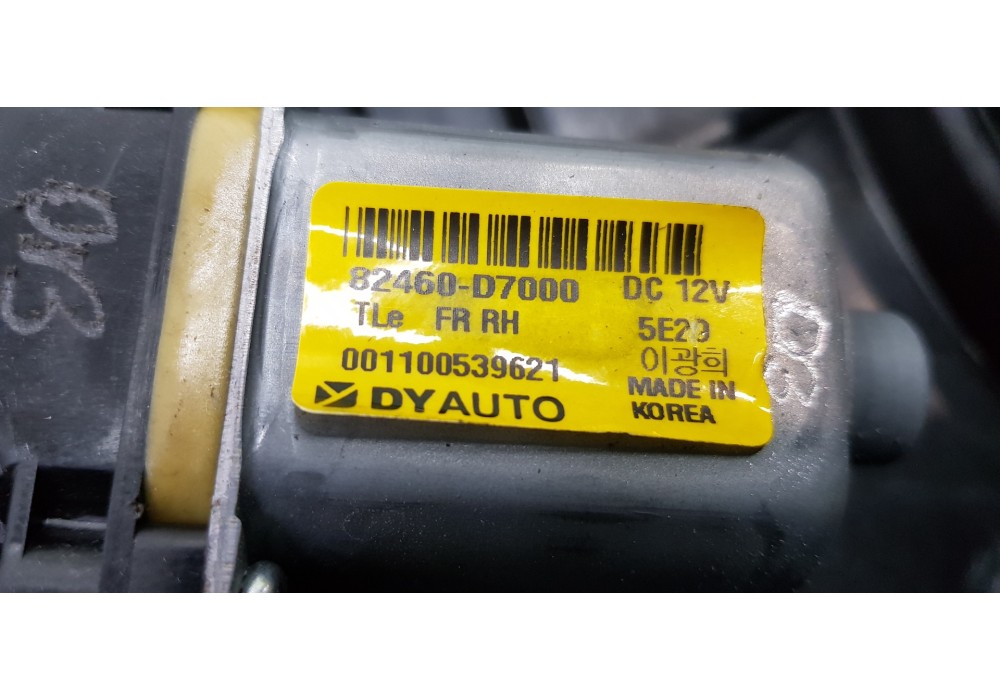 82460-D7000 DC 12V
TLe FR RH 5E20
001100539621 이광희
MADE IN
DYAUTO KOREA